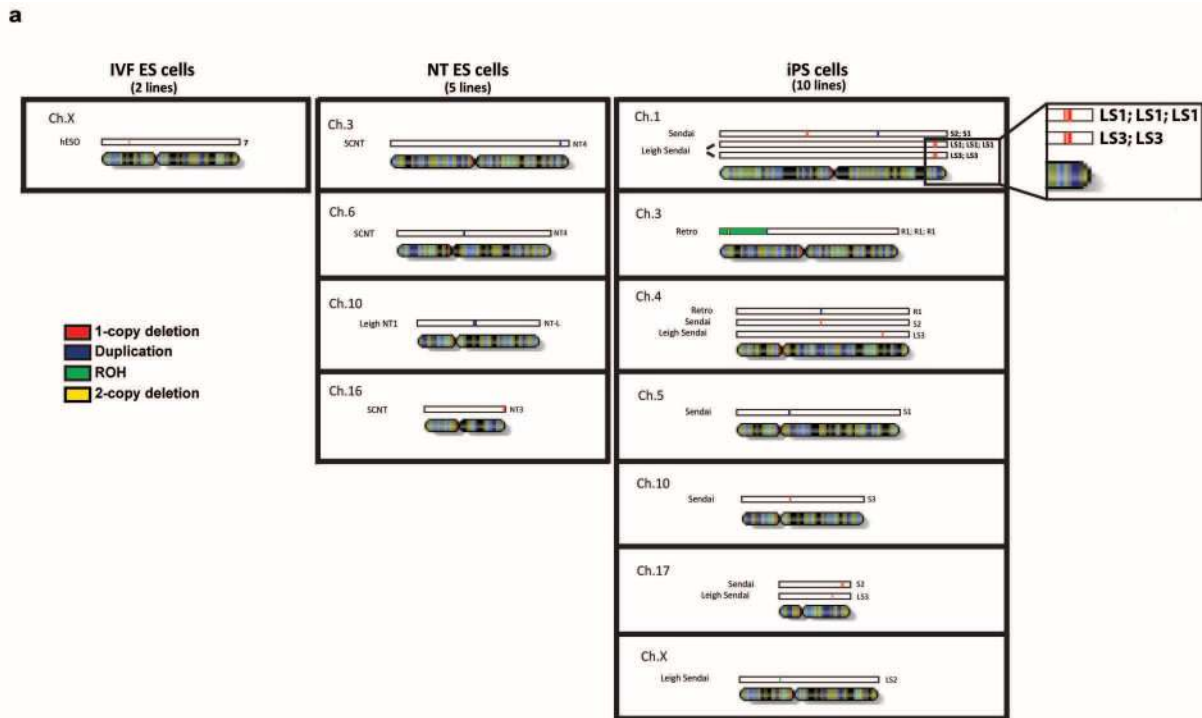 a
IVF ES cells
(2 lines)
Ch.X
hESO
7
NT ES cells
(5 lines)
Ch.3
SCNT
NT4
Ch.6
SCNT
NT4
Ch.10
Leigh NT1
NT-L
Ch.16
SCNT
NT3
iPS cells
(10 lines)
Ch.1
Sendai
S2; S1
Leigh Sendai
LS1; LS1; LS1
LS3; LS3
Ch.3
Retro
R1; R1; R1
Ch.4
Retro
R1
Sendai
S2
Leigh Sendai
LS3
Ch.5
Sendai
S1
Ch.10
Sendai
S3
Ch.17
Sendai
S2
Leigh Sendai
LS3
Ch.X
Leigh Sendai
LS2
LS1; LS1; LS1
LS3; LS3
1-copy deletion
Duplication
ROH
2-copy deletion